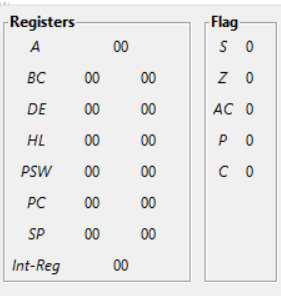 Registers
A 00
BC 00 00
DE 00 00
HL 00 00
PSW 00 00
PC 00 00
SP 00 00
Int-Reg 00
Flag
S 0
Z 0
AC 0
P 0
C 0